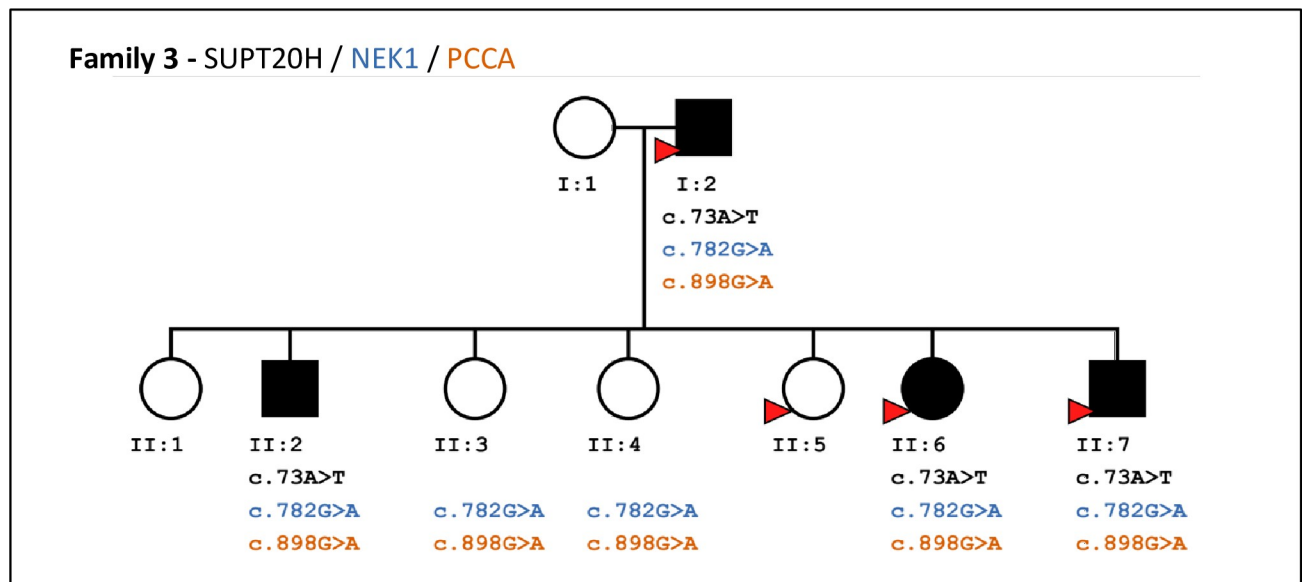 Family 3 - SUPT20H / NEK1 / PCCA
I:1 I:2
c.73A>T
c.782G>A
c.898G>A
II:1 II:2 II:3 II:4 II:5 II:6 II:7
c.73A>T c.73A>T c.73A>T
c.782G>A c.782G>A c.782G>A c.782G>A c.782G>A
c.898G>A c.898G>A c.898G>A c.898G>A c.898G>A